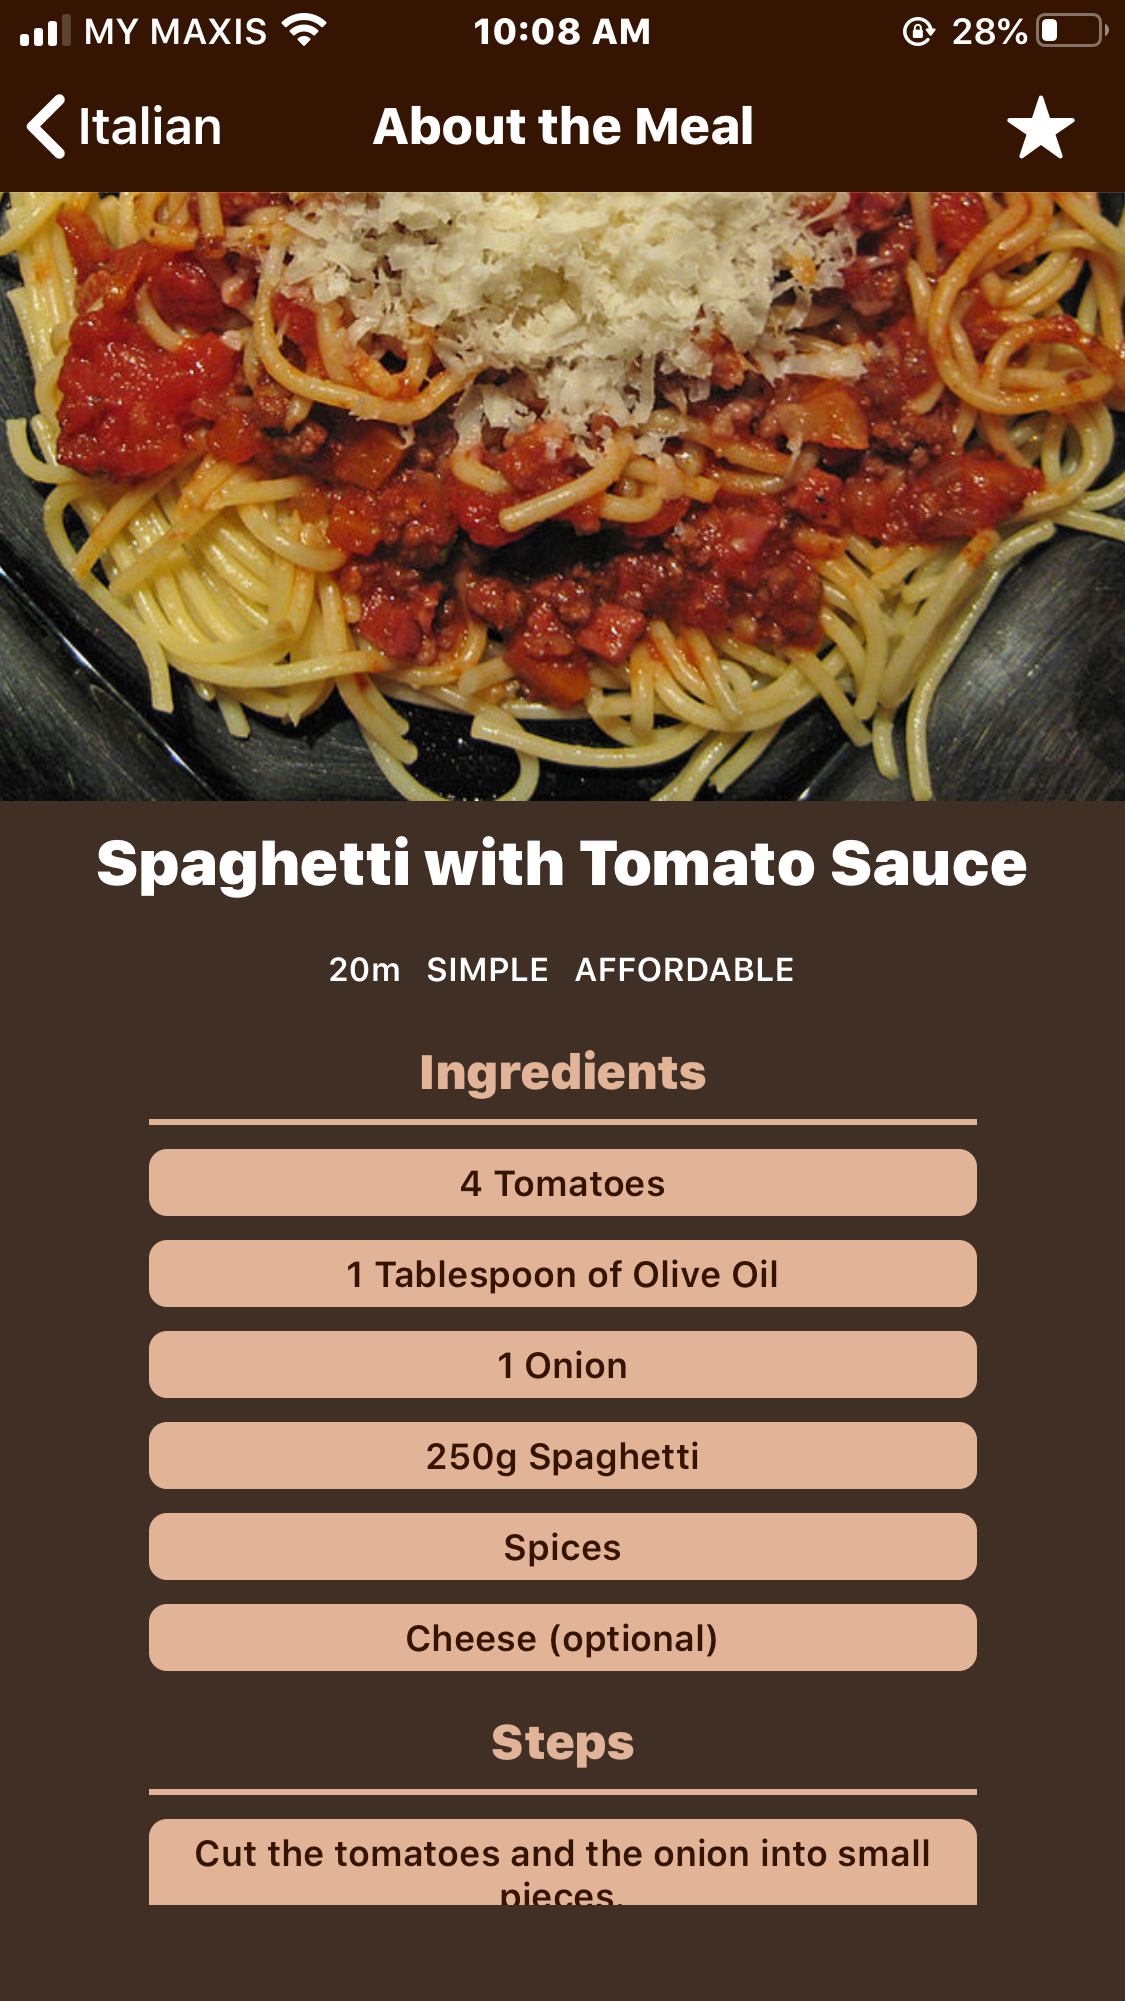 MY MAXIS 10:08 AM 28%
Italian About the Meal
Spaghetti with Tomato Sauce
20m SIMPLE AFFORDABLE
Ingredients
4 Tomatoes
1 Tablespoon of Olive Oil
1 Onion
250g Spaghetti
Spices
Cheese (optional)
Steps
Cut the tomatoes and the onion into small
pieces.